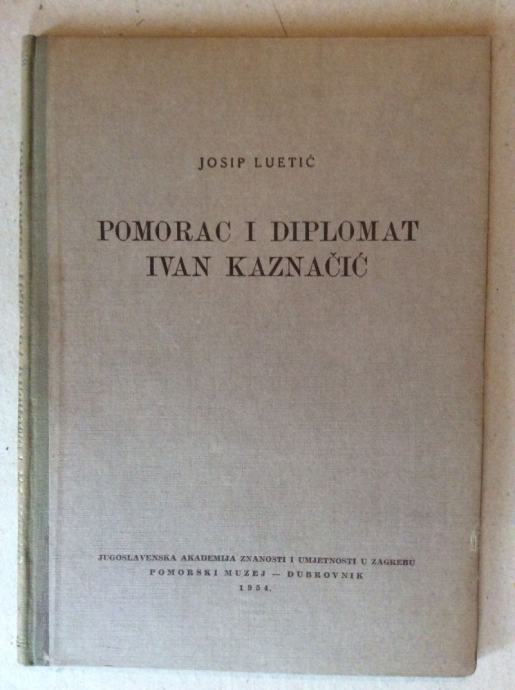 JOSIP LUETIĆ
POMORAC I DIPLOMAT
IVAN KAZNAČIĆ
JUGOSLAVENSKA AKADEMIJA ZNANOSTI I UMJETNOSTI U ZAGREBU
POMORSKI MUZEJ — DUBROVNIK
1954.